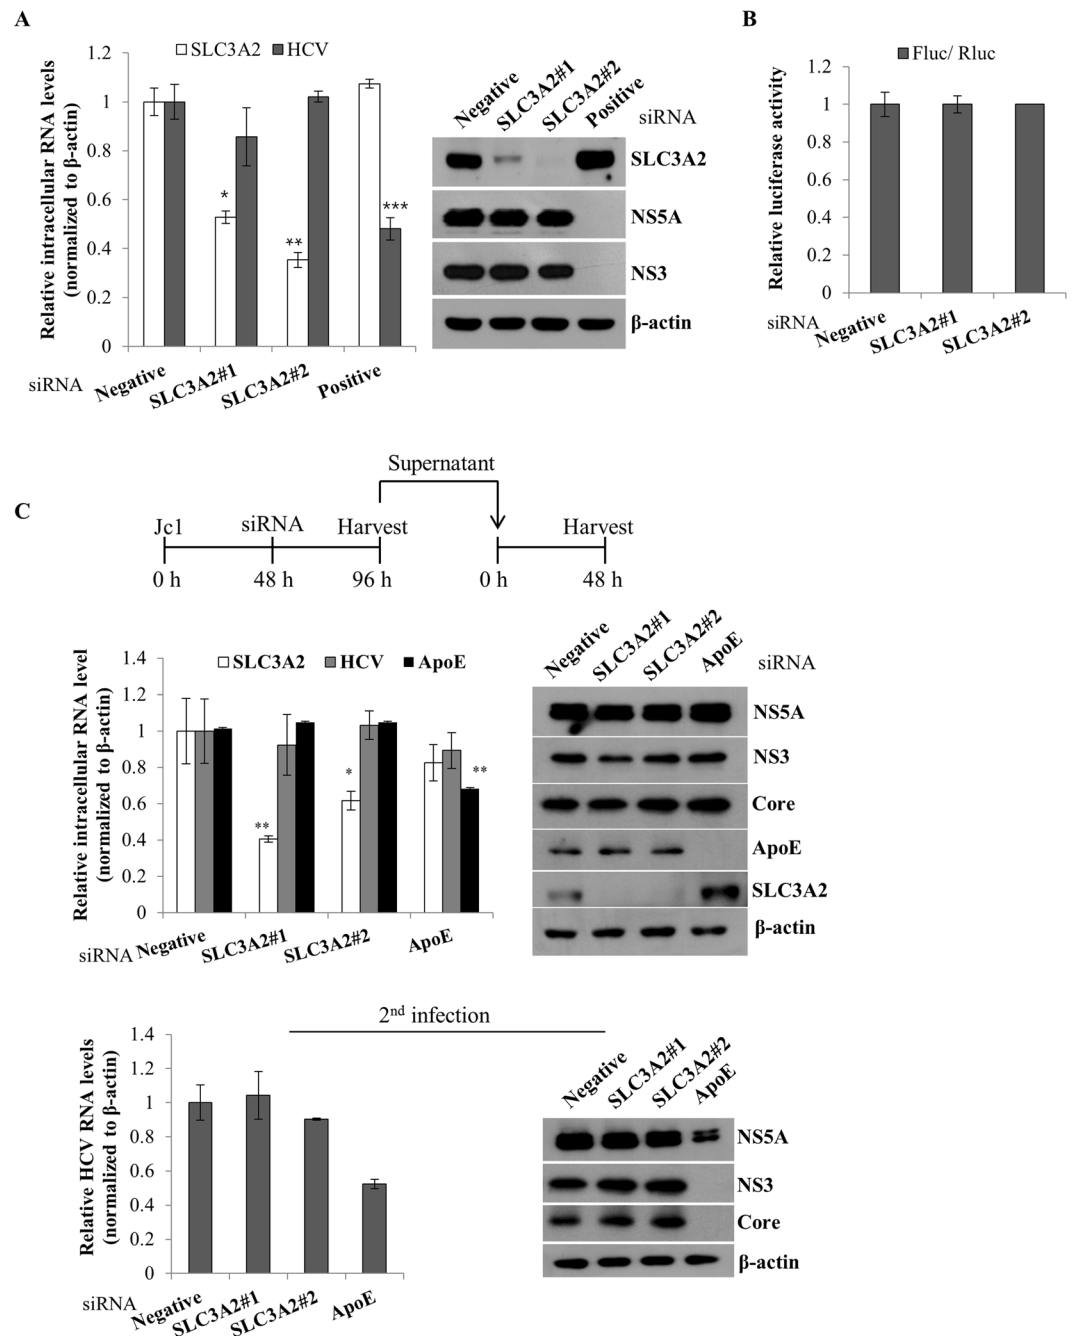 A
SLC3A2 HCV
Relative intracellular RNA levels
(normalized to β-actin)
1.2
1
0.8
0.6
0.4
0.2
0
*
**
***
siRNA Negative SLC3A2#1 SLC3A2#2 Positive
Negative SLC3A2#1 SLC3A2#2 Positive siRNA
SLC3A2
NS5A
NS3
β-actin
B
Fluc/ Rluc
Relative luciferase activity
1.2
1
0.8
0.6
0.4
0.2
0
siRNA Negative SLC3A2#1 SLC3A2#2
C
Supernatant
Jc1 siRNA Harvest Harvest
0 h 48 h 96 h 0 h 48 h
SLC3A2 HCV ApoE
Relative intracellular RNA level
(normalized to β-actin)
1.4
1.2
1
0.8
0.6
0.4
0.2
0
**
*
**
siRNA Negative SLC3A2#1 SLC3A2#2 ApoE
Negative SLC3A2#1 SLC3A2#2 ApoE siRNA
NS5A
NS3
Core
ApoE
SLC3A2
β-actin
2nd infection
Relative HCV RNA levels
(normalized to β-actin)
1.4
1.2
1
0.8
0.6
0.4
0.2
0
siRNA Negative SLC3A2#1 SLC3A2#2 ApoE
Negative SLC3A2#1 SLC3A2#2 ApoE
NS5A
NS3
Core
β-actin